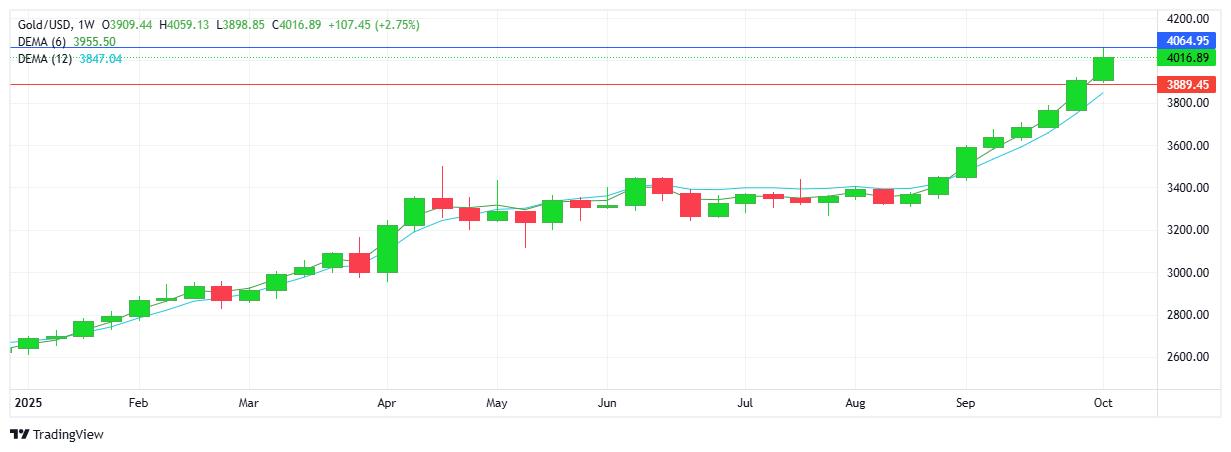 Gold/USD, 1W O3909.44 H4059.13 L3898.85 C4016.89 +107.45 (+2.75%)
DEMA (6) 3955.50
DEMA (12) 3847.04
4200.00
4064.95
4016.89
3889.45
3800.00
3600.00
3400.00
3200.00
3000.00
2800.00
2600.00
2025 Feb Mar Apr May Jun Jul Aug Sep Oct
TradingView